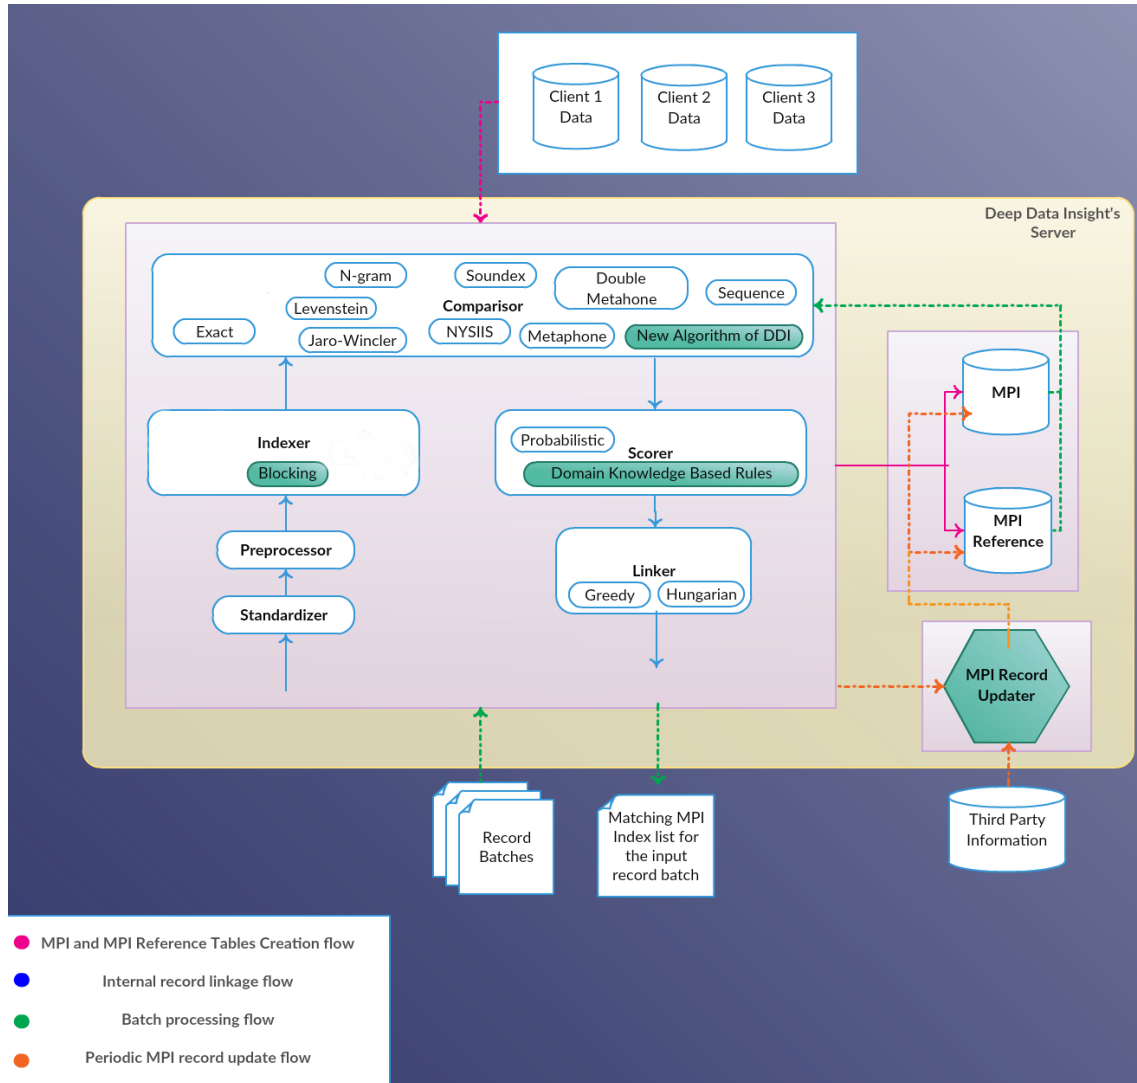 Client 1
Data
Client 2
Data
Client 3
Data
Deep Data Insight's
Server
N-gram
Soundex
Double
Metahone
Sequence
Levenstein
Comparisor
Exact
Jaro-Wincler
NYSIIS
Metaphone
New Algorithm of DDI
MPI
Indexer
Blocking
Probabilistic
Scorer
Domain Knowledge Based Rules
MPI
Reference
Preprocessor
Standardizer
Linker
Greedy
Hungarian
MPI Record
Updater
Record
Batches
Matching MPI
Index list for
the input
record batch
Third Party
Information
MPI and MPI Reference Tables Creation flow
Internal record linkage flow
Batch processing flow
Periodic MPI record update flow